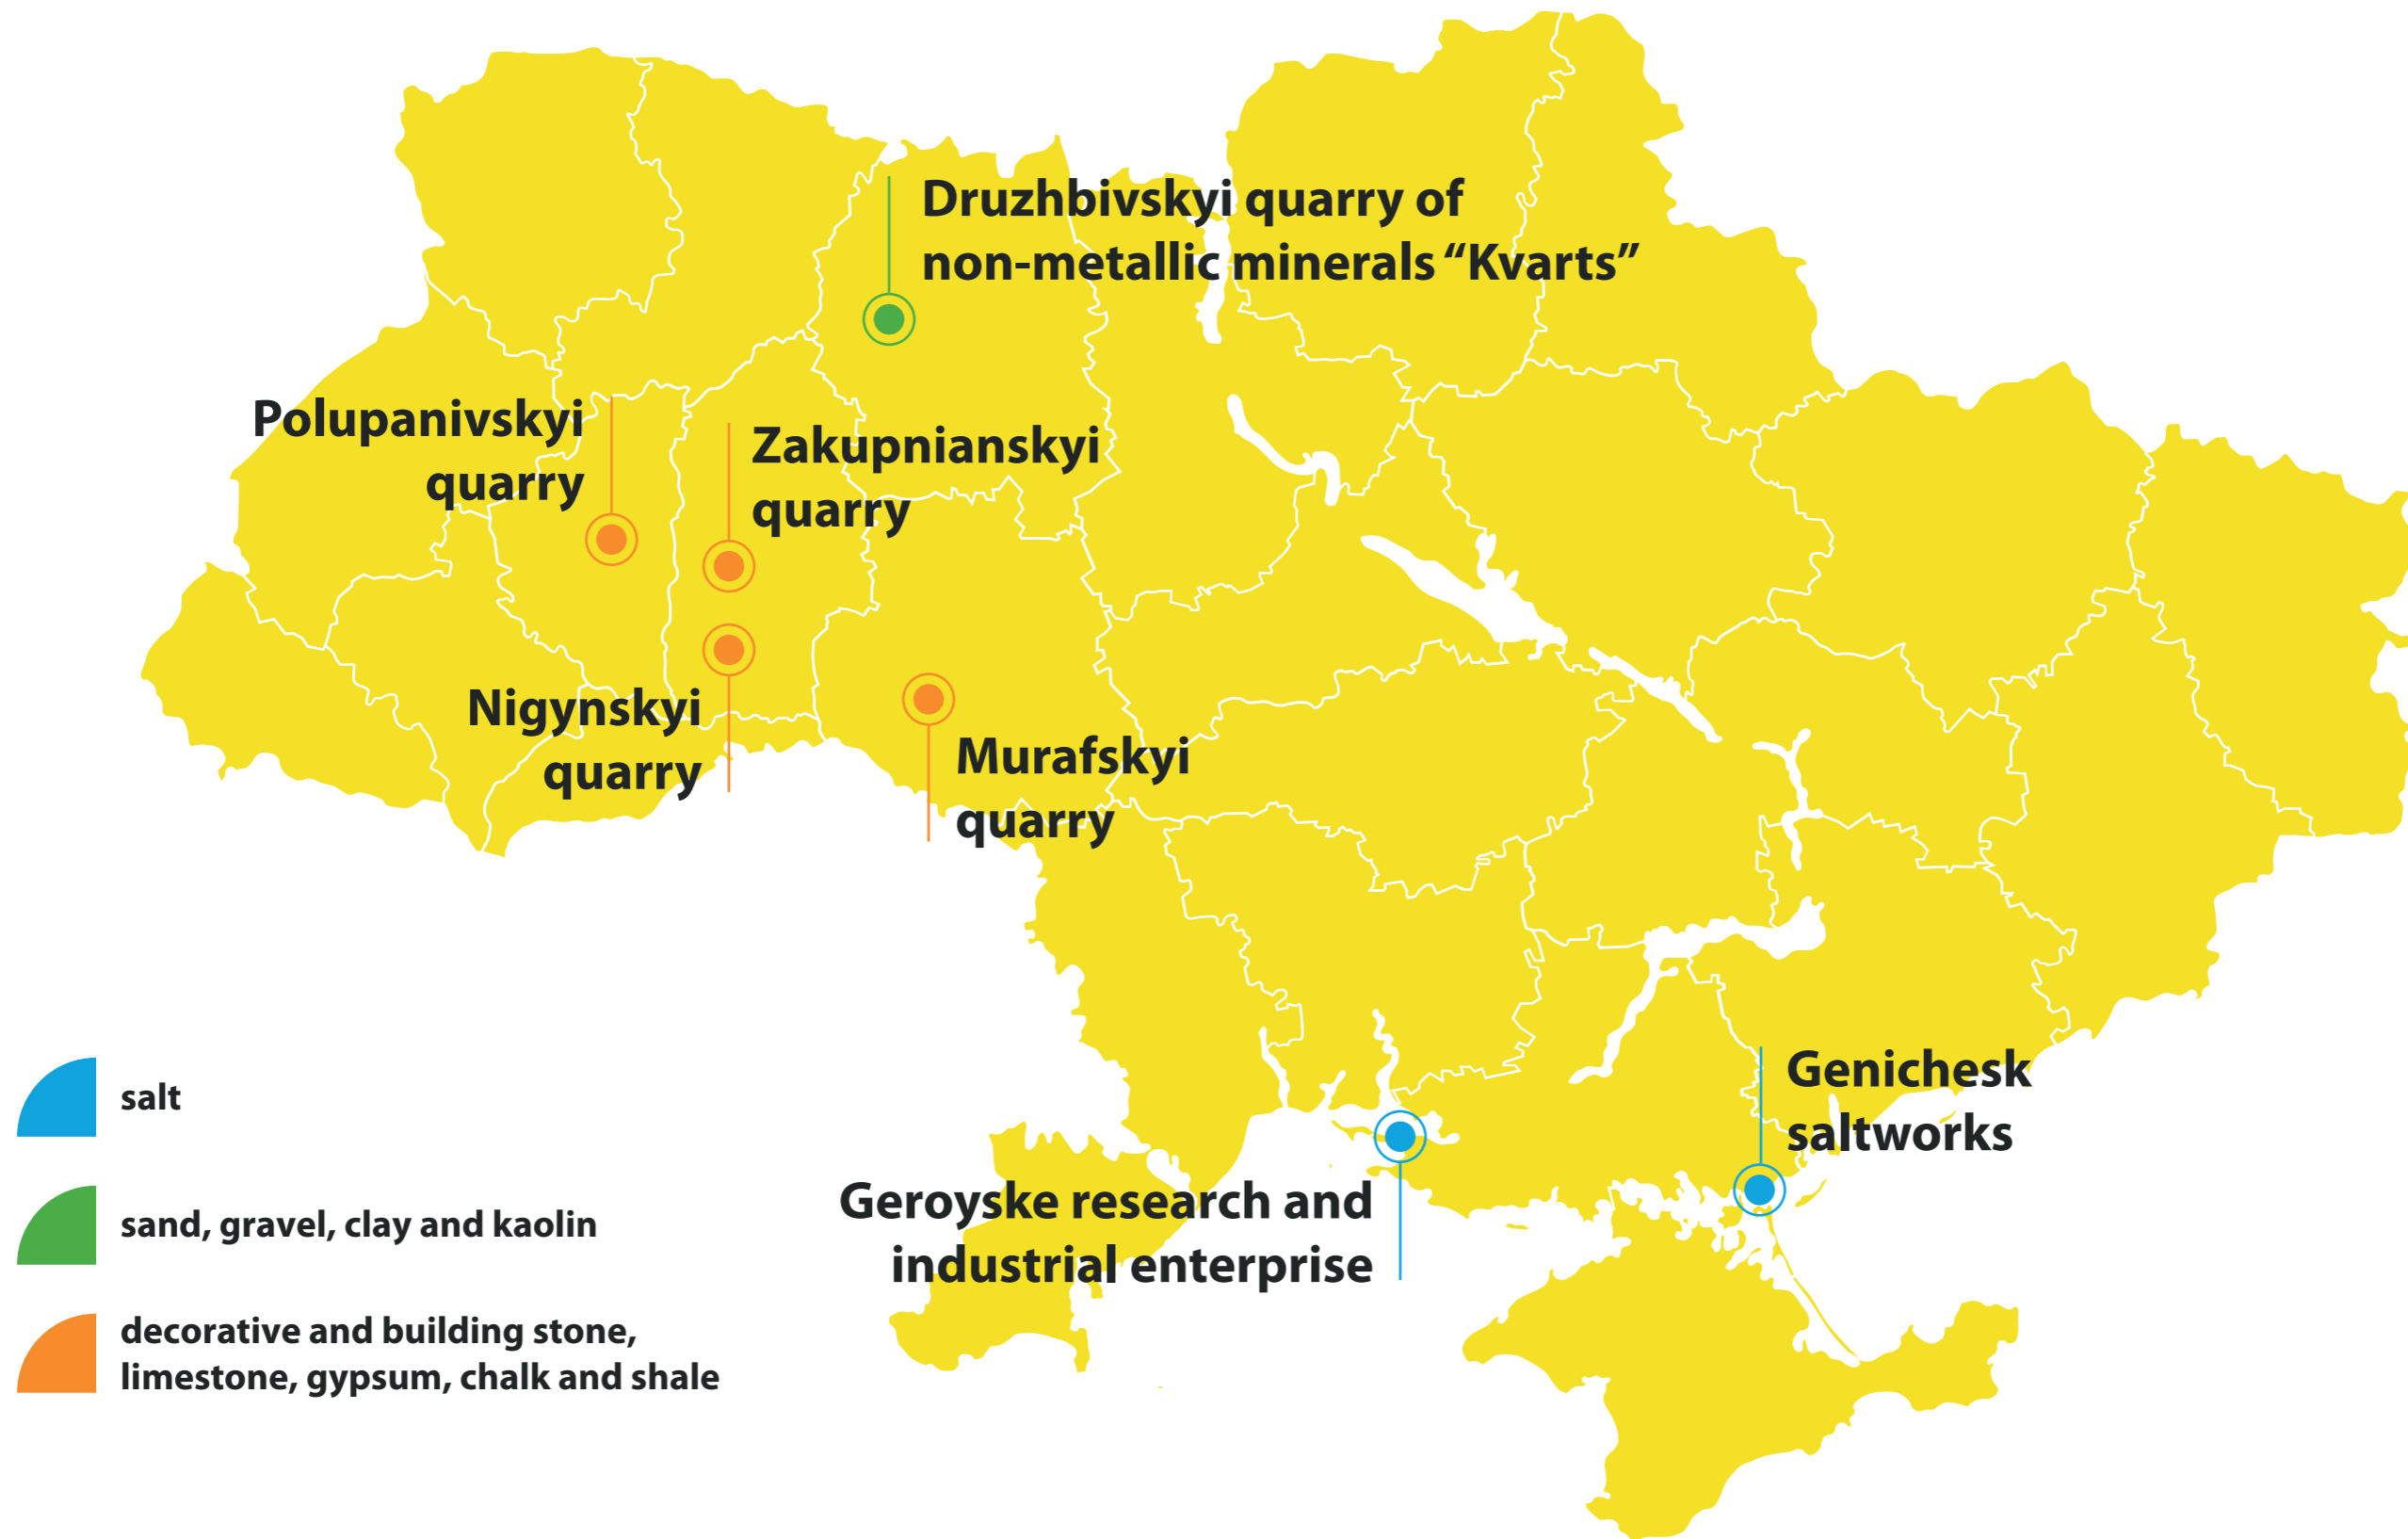 Druzhbivskyi quarry of
non-metallic minerals “Kvarts”
Polupanivskyi
quarry
Zakupnianskyi
quarry
Nigynskyi
quarry
Murafskyi
quarry
Genichesk
saltworks
Geroyske research and
industrial enterprise
salt
sand, gravel, clay and kaolin
decorative and building stone,
limestone, gypsum, chalk and shale